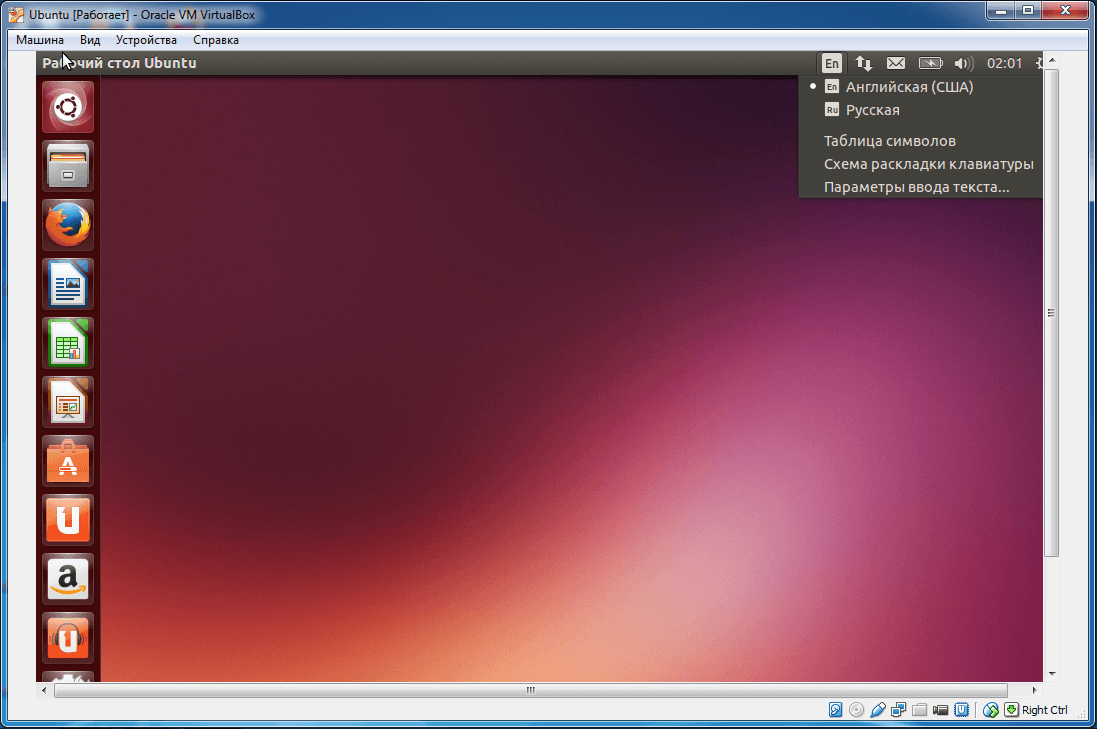 Ubuntu [Работает] - Oracle VM VirtualBox
Машина Вид Устройства Справка
Рабочий стол Ubuntu En 02:01
En Английская (США)
Ru Русская
Таблица символов
Схема раскладки клавиатуры
Параметры ввода текста...
Right Ctrl